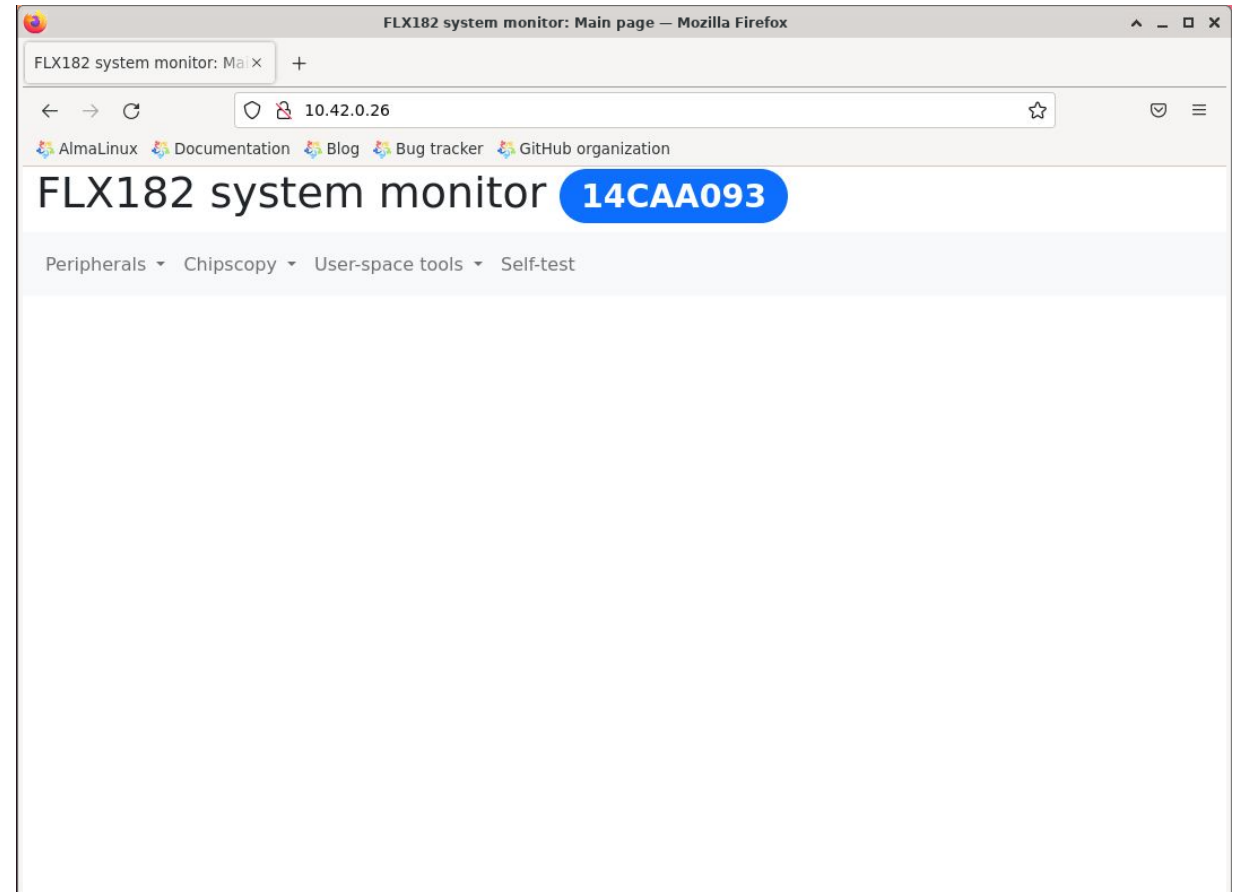 FLX182 system monitor: Main page — Mozilla Firefox
FLX182 system monitor: Mai
10.42.0.26
AlmaLinux Documentation Blog Bug tracker GitHub organization
FLX182 system monitor 14CAA093
Peripherals Chipscopy User-space tools Self-test